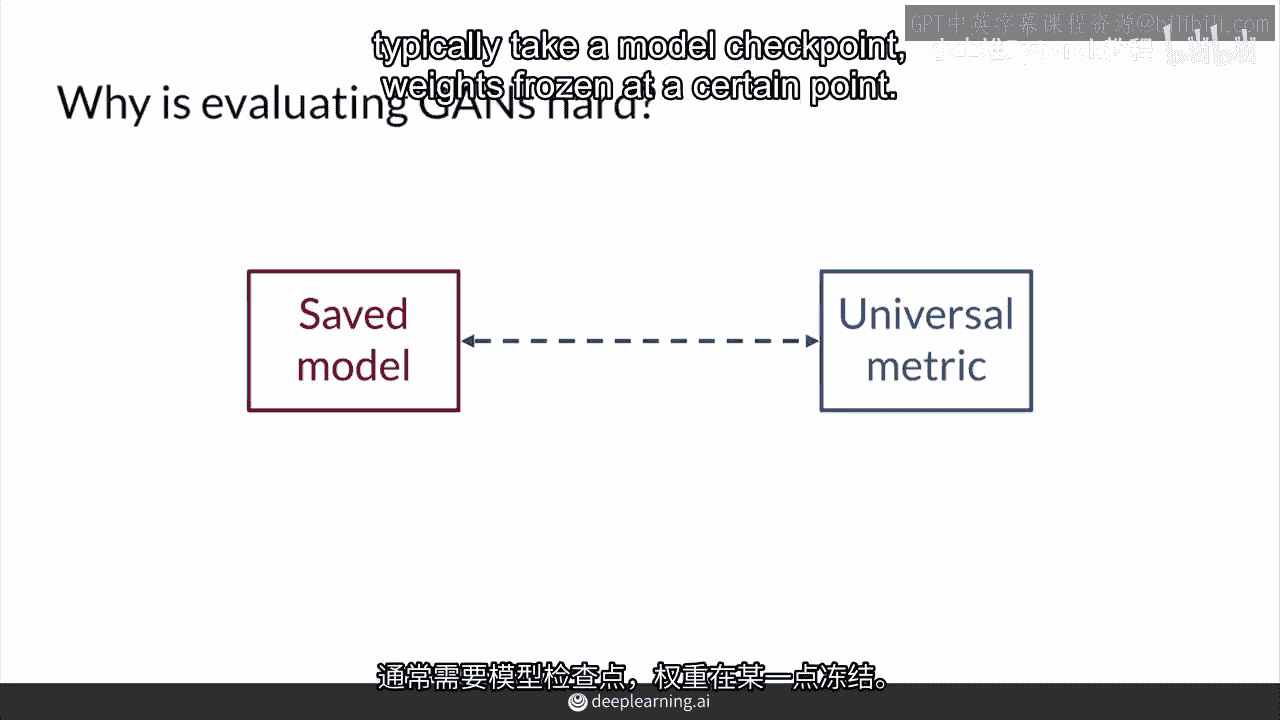 GPT中英字幕课程资源@bilibili.com
typically take a model checkpoint,
weights frozen at a certain point.
Why is evaluating GANs hard?
Saved
model
Universal
metric
通常需要模型检查点，权重在某一点冻结。
deeplearning.ai